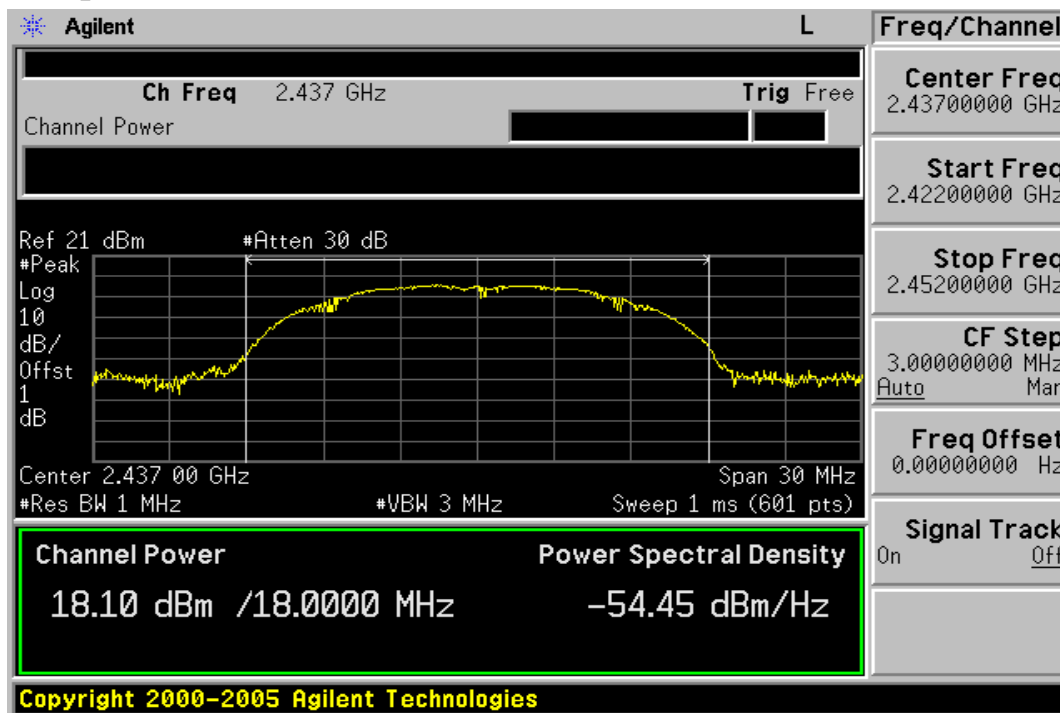 Agilent L Freq/Channel
Ch Freq 2.437 GHz Trig Free
Channel Power
Center Freq
2.43700000 GHz
Start Freq
2.42200000 GHz
Stop Freq
2.45200000 GHz
CF Step
3.00000000 MHz
Auto Man
Freq Offset
0.00000000 Hz
Signal Track
On Off
Ref 21 dBm #Atten 30 dB
#Peak
Log
10
dB/
Offst
1
dB
Center 2.437 00 GHz Span 30 MHz
#Res BW 1 MHz #VBW 3 MHz Sweep 1 ms (601 pts)
Channel Power Power Spectral Density
18.10 dBm /18.0000 MHz -54.45 dBm/Hz
Copyright 2000-2005 Agilent Technologies